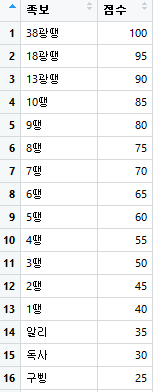 족보 점수
1 38광땡 100
2 18광땡 95
3 13광땡 90
4 10땡 85
5 9땡 80
6 8땡 75
7 7땡 70
8 6땡 65
9 5땡 60
10 4땡 55
11 3땡 50
12 2땡 45
13 1땡 40
14 알리 35
15 독사 30
16 구삥 25